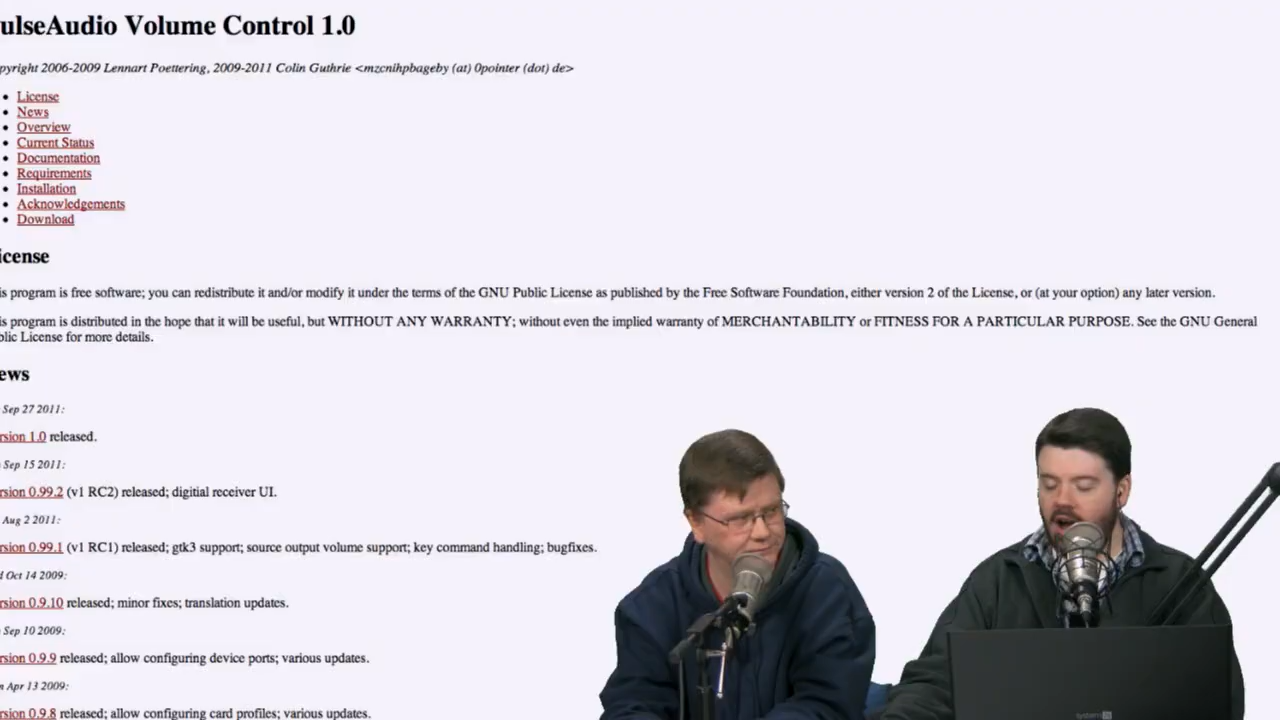 ulseAudio Volume Control 1.0
pyright 2006-2009 Lennart Poettering, 2009-2011 Colin Guthrie <mzcnihpbageby (at) 0pointer (dot) de>
License
News
Overview
Current Status
Documentation
Requirements
Installation
Acknowledgements
Download
icense
is program is free software; you can redistribute it and/or modify it under the terms of the GNU Public License as published by the Free Software Foundation, either version 2 of the License, or (at your option) any later version.
is program is distributed in the hope that it will be useful, but WITHOUT ANY WARRANTY; without even the implied warranty of MERCHANTABILITY or FITNESS FOR A PARTICULAR PURPOSE. See the GNU General
blic License for more details.
ews
Sep 27 2011:
rsion 1.0 released.
Sep 15 2011:
rsion 0.99.2 (v1 RC2) released; digitial receiver UI.
Aug 2 2011:
rsion 0.99.1 (v1 RC1) released; gtk3 support; source output volume support; key command handling; bugfixes.
d Oct 14 2009:
rsion 0.9.10 released; minor fixes; translation updates.
Sep 10 2009:
rsion 0.9.9 released; allow configuring device ports; various updates.
n Apr 13 2009:
rsion 0.9.8 released; allow configuring card profiles; various updates.
system76